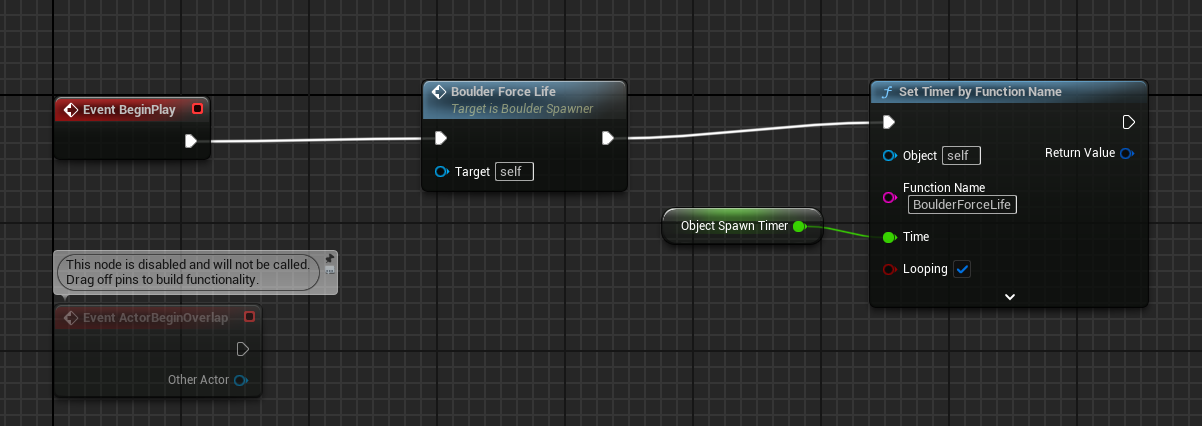 Event BeginPlay
Boulder Force Life
Target is Boulder Spawner
Target self
Set Timer by Function Name
Object self
Return Value
Function Name
BoulderForceLife
Object Spawn Timer
Time
Looping
This node is disabled and will not be called.
Drag off pins to build functionality.
Event ActorBeginOverlap
Other Actor